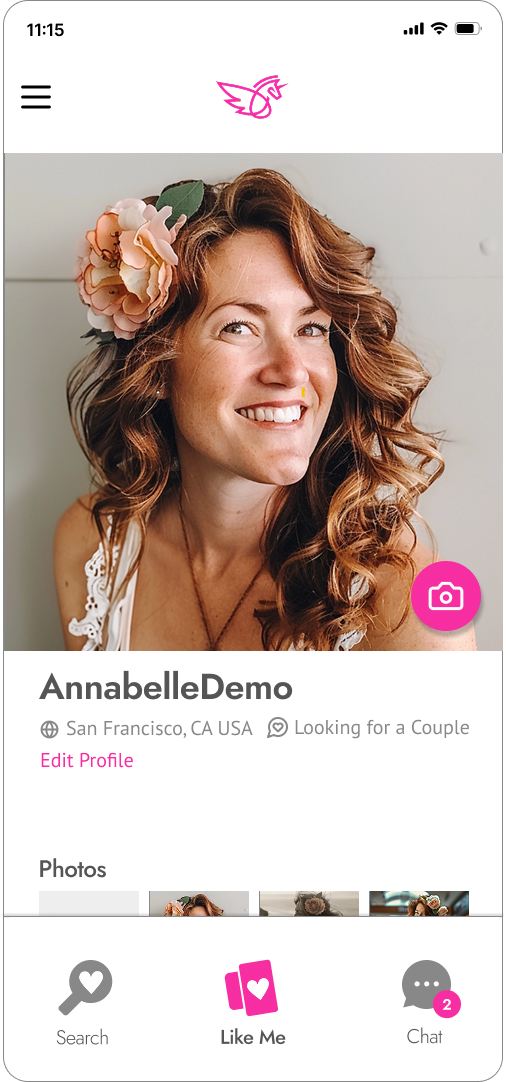 11:15
AnnabelleDemo
San Francisco, CA USA Looking for a Couple
Edit Profile
Photos
2
Search Like Me Chat